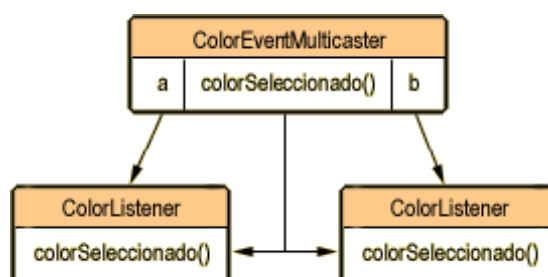 ColorEventMulticaster
a colorSeleccionado() b
ColorListener ColorListener
colorSeleccionado() colorSeleccionado()